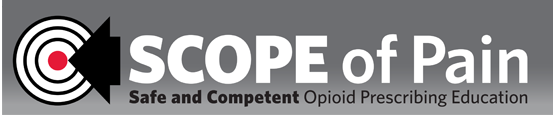 SCOPE of Pain
Safe and Competent Opioid Prescribing Education